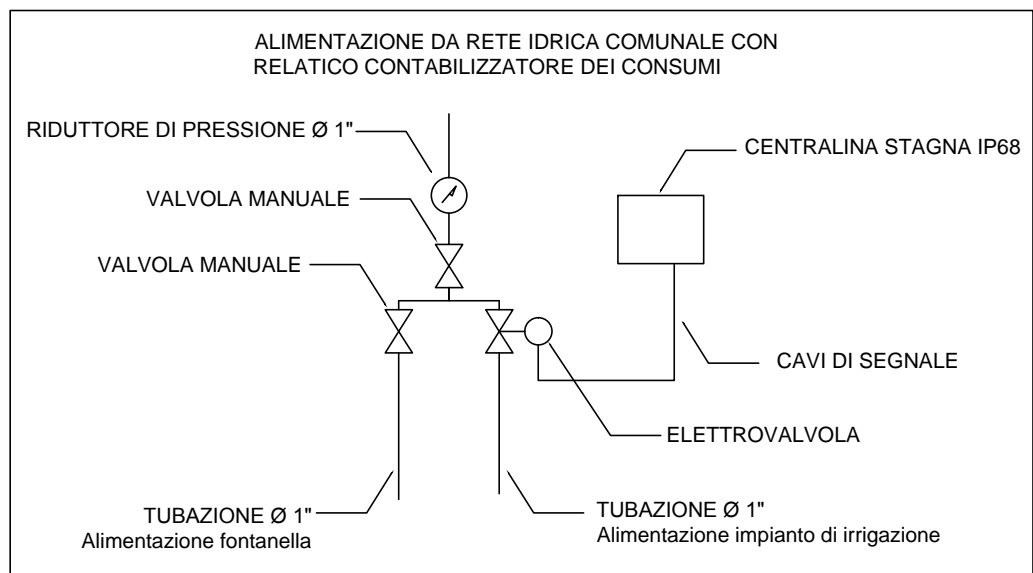 ALIMENTAZIONE DA RETE IDRICA COMUNALE CON
RELATICO CONTABILIZZATORE DEI CONSUMI
RIDUTTORE DI PRESSIONE Ø 1"
CENTRALINA STAGNA IP68
VALVOLA MANUALE
VALVOLA MANUALE
CAVI DI SEGNALE
ELETTROVALVOLA
TUBAZIONE Ø 1"
Alimentazione fontanella
TUBAZIONE Ø 1"
Alimentazione impianto di irrigazione